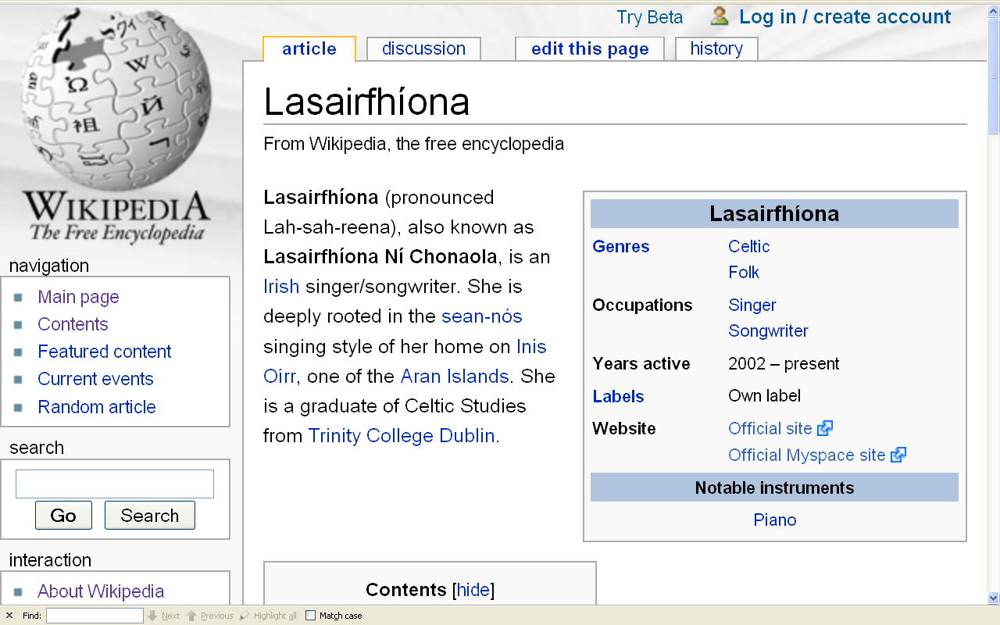 Try Beta Log in / create account
article discussion edit this page history
WIKIPEDIA
The Free Encyclopedia
navigation
Main page
Contents
Featured content
Current events
Random article
search
Go Search
interaction
About Wikipedia
Lasairfhíona
From Wikipedia, the free encyclopedia
Lasairfhíona (pronounced
Lah-sah-reena), also known as
Lasairfhíona Ní Chonaola, is an
Irish singer/songwriter. She is
deeply rooted in the sean-nós
singing style of her home on Inis
Oírr, one of the Aran Islands. She
is a graduate of Celtic Studies
from Trinity College Dublin.
Lasairfhíona
Genres Celtic
Folk
Occupations Singer
Songwriter
Years active 2002 – present
Labels Own label
Website Official site
Official Myspace site
Notable instruments
Piano
Contents [hide]
Find: Next Previous Highlight all Match case